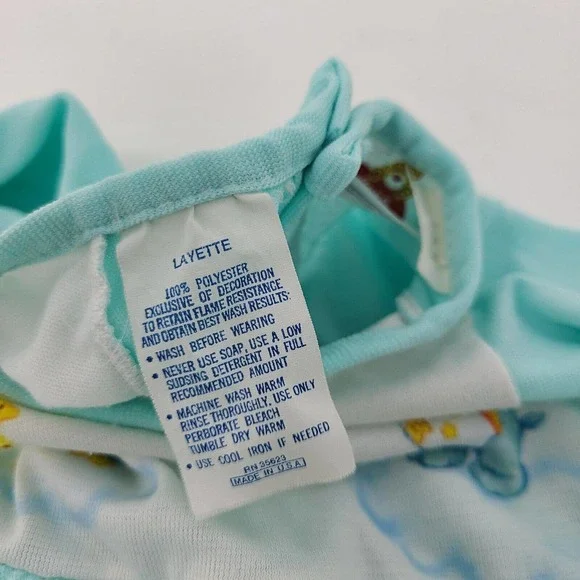 LAYETTE
100% POLYESTER
EXCLUSIVE OF DECORATION
TO RETAIN FLAME RESISTANCE
AND OBTAIN BEST WASH RESULTS:
• WASH BEFORE WEARING
• NEVER USE SOAP, USE A LOW
SUDSING DETERGENT IN FULL
RECOMMENDED AMOUNT
• MACHINE WASH WARM
RINSE THOROUGHLY, USE ONLY
PERBORATE BLEACH
TUMBLE DRY WARM
• USE COOL IRON IF NEEDED
RN 35623
MADE IN U.S.A.